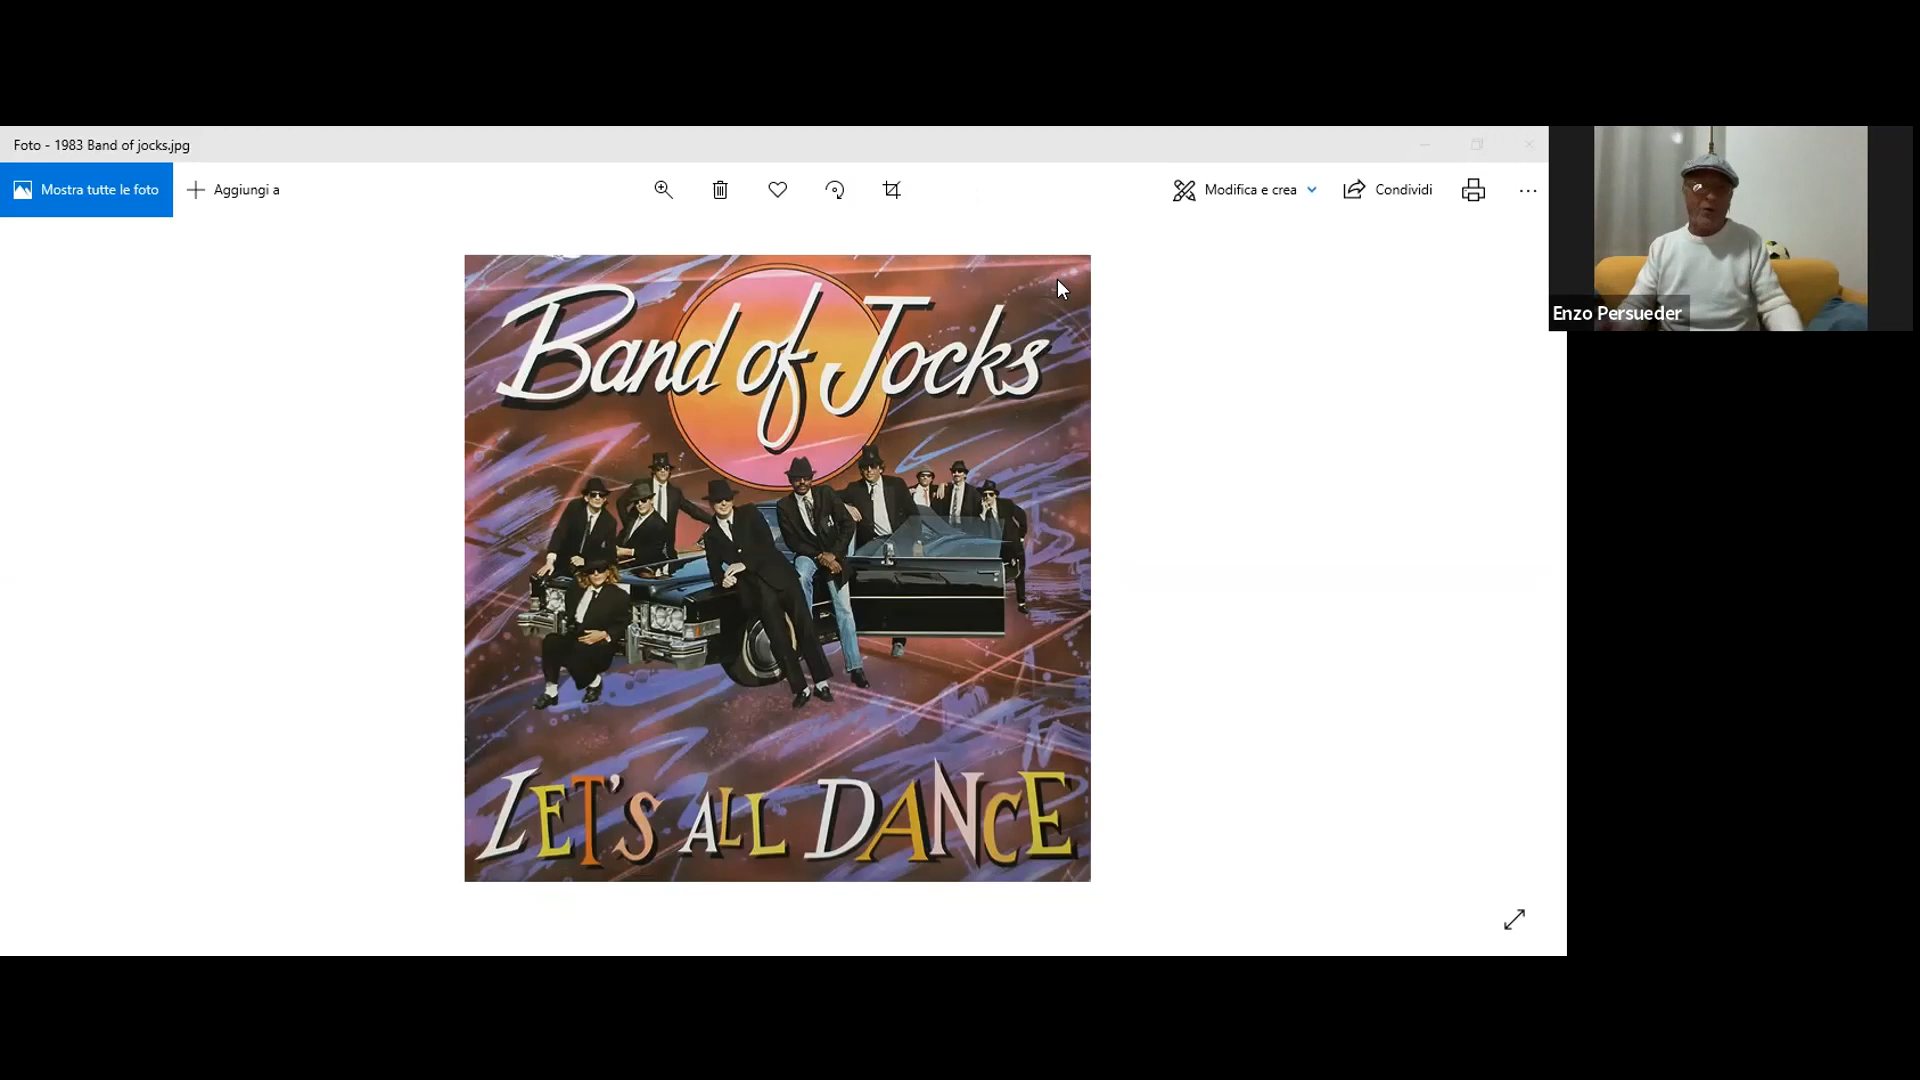 Foto - 1983 Band of jocks.jpg
Mostra tutte le foto
Aggiungi a
Modifica e crea
Condividi
Enzo Persueder
Band of Jocks
LET'S ALL DANCE